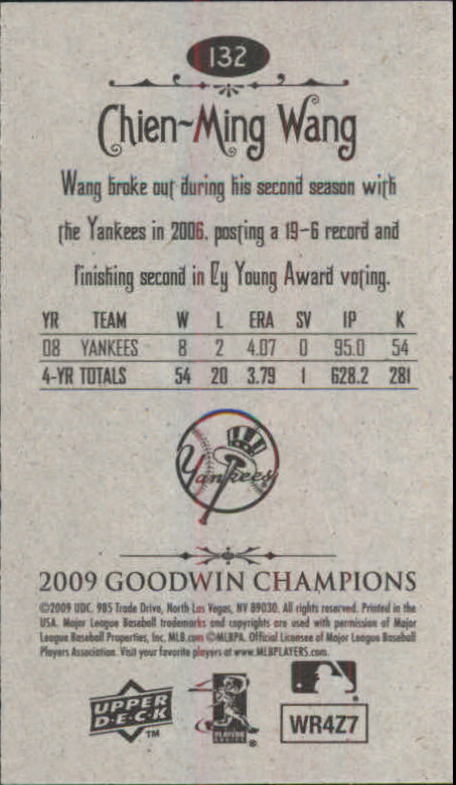 132
Chien-Ming Wang
Wang broke out during his second season with
the Yankees in 2006, posting a 19-6 record and
finishing second in Cy Young Award voting.
YR TEAM W L ERA SV IP K
08 YANKEES 8 2 4.07 0 95.0 54
4-YR TOTALS 54 20 3.79 1 628.2 281
Yankees
2009 GOODWIN CHAMPIONS
©2009 UDC. 985 Trade Drive, North Las Vegas, NV 89030. All rights reserved. Printed in the
USA. Major League Baseball trademarks and copyrights are used with permission of Major
League Baseball Properties, Inc. MLB.com ©MLBPA. Official Licensee of Major League Baseball
Players Association. Visit your favorite players at www.MLBPLAYERS.com.
UPPER
D·E·C·K
TM
PLAYERS
CHOICE
®
WR4Z7